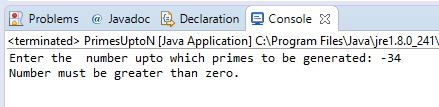 Problems @ Javadoc Declaration Console
<terminated> PrimesUptoN [Java Application] C:\Program Files\Java\jre1.8.0_241\
Enter the  number upto which primes to be generated: -34
Number must be greater than zero.